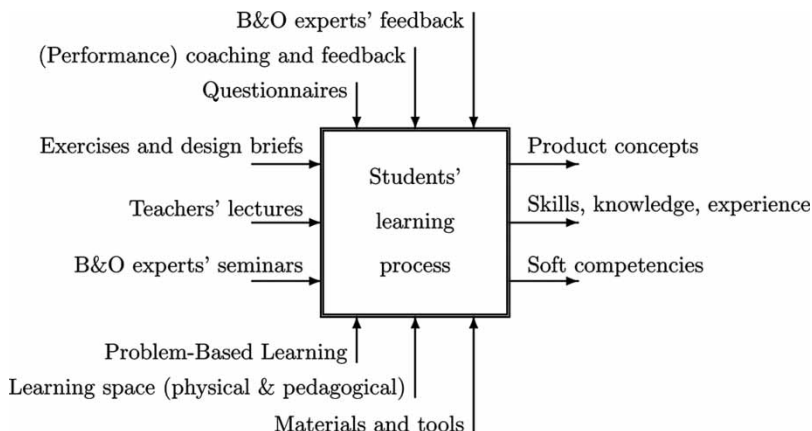 B&O experts' feedback
(Performance) coaching and feedback
Questionnaires
Exercises and design briefs
Teachers' lectures
B&O experts' seminars
Students'
learning
process
Product concepts
Skills, knowledge, experience
Soft competencies
Problem-Based Learning
Learning space (physical & pedagogical)
Materials and tools